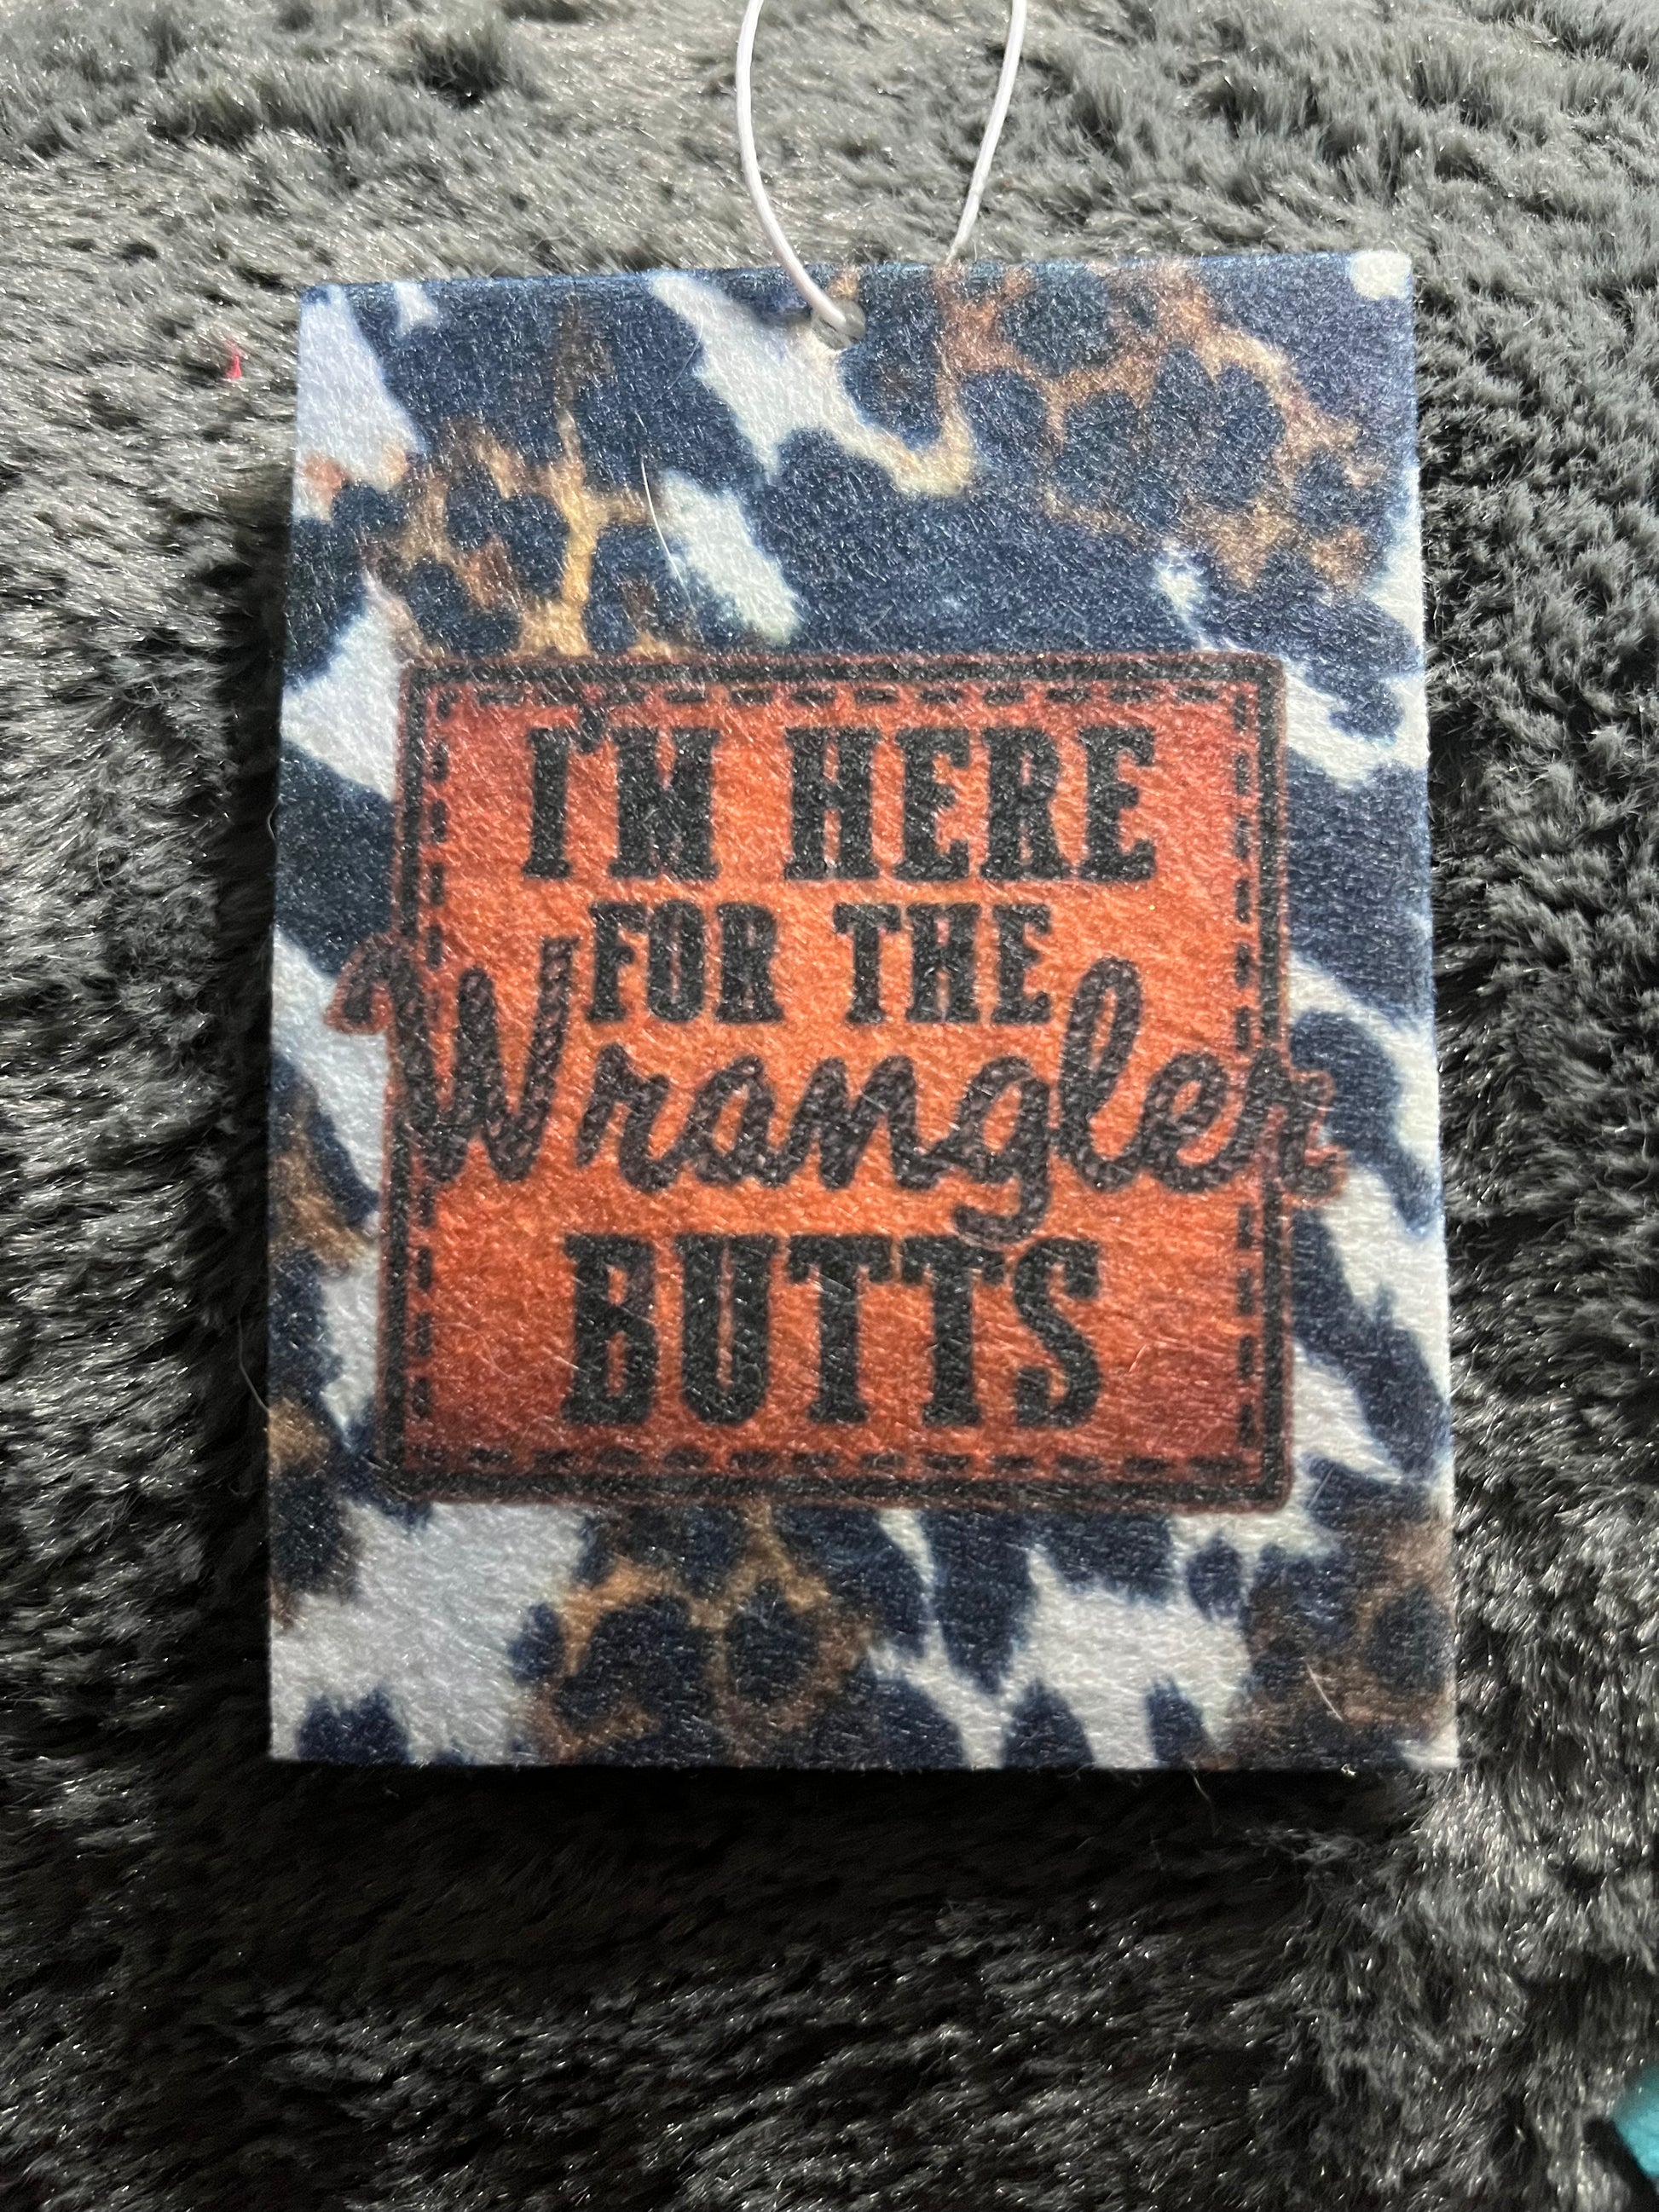 I'M HERE
FOR THE
Wrangler
BUTTS